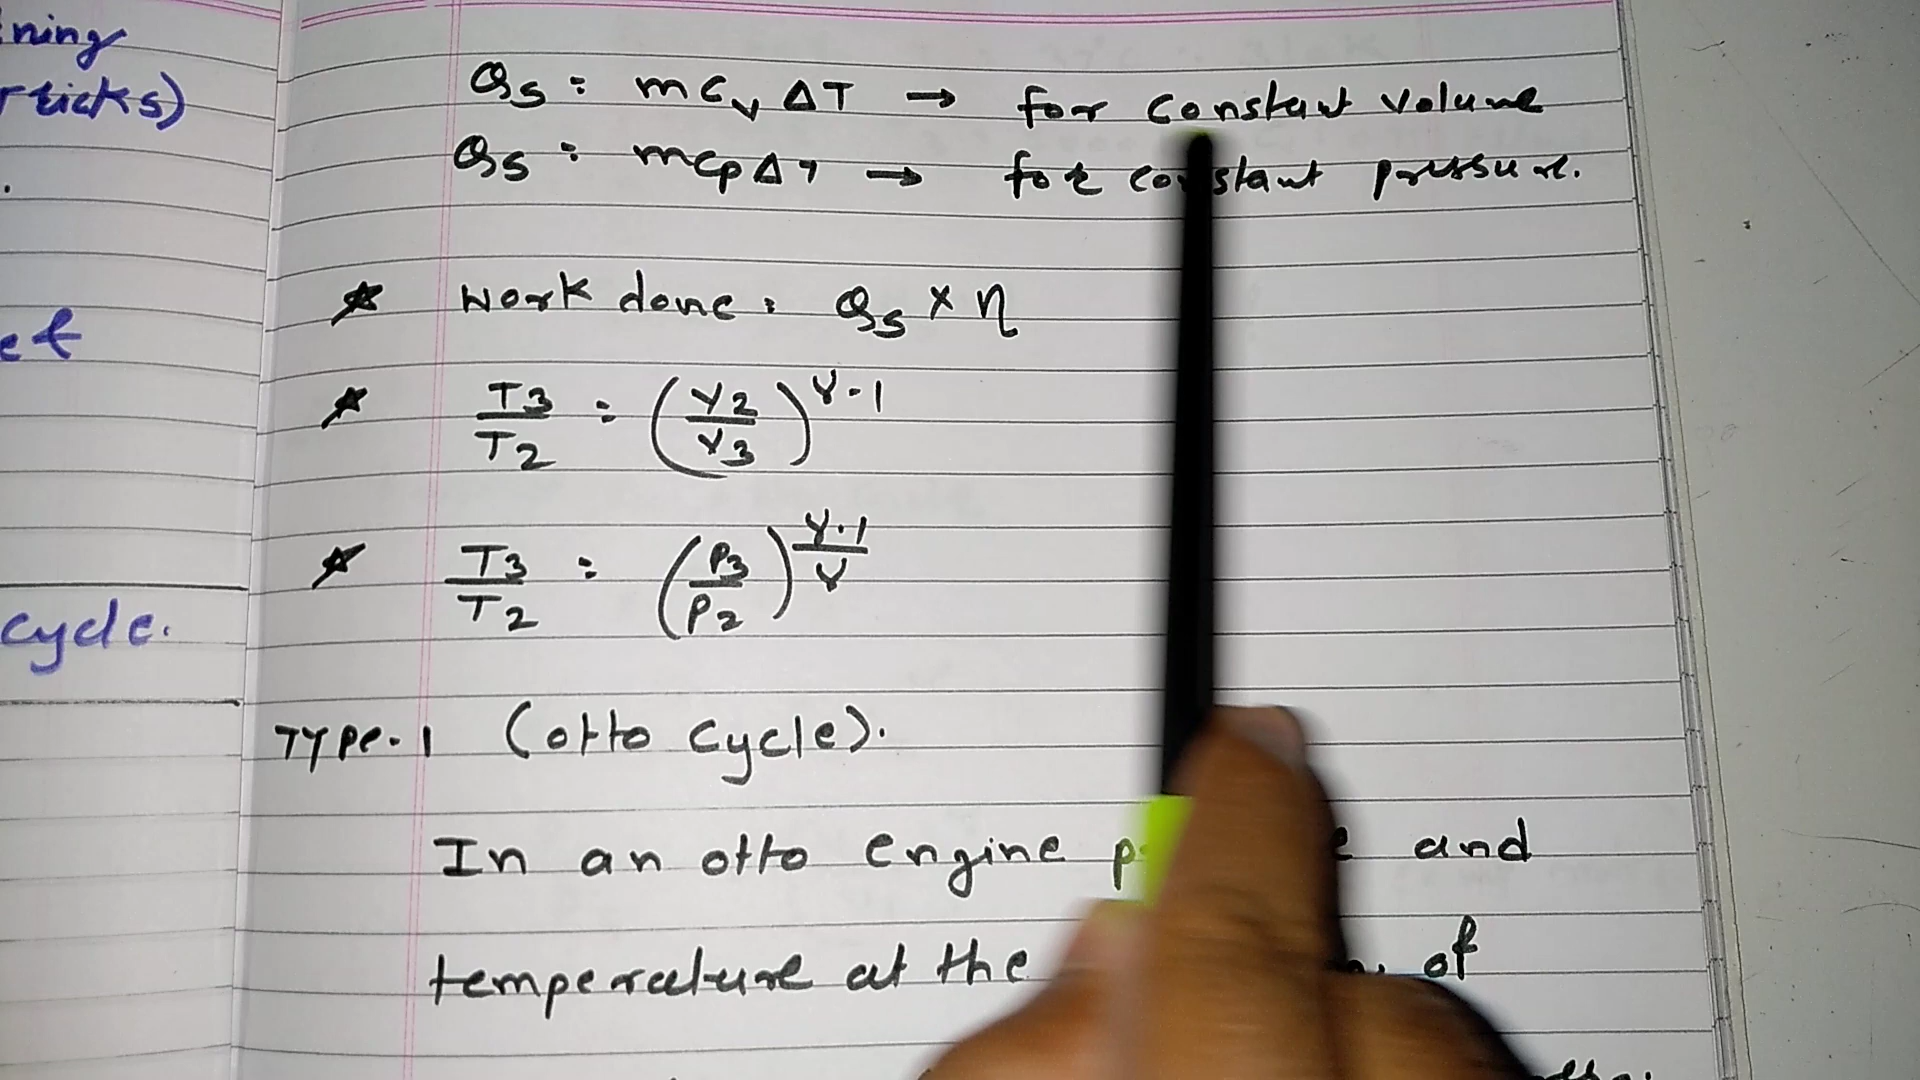 ning
ticks)
et
cycle.
Qs = mCv ΔT → for constant volume
Qs = mCp ΔT → for constant pressure.
* work done = Qs × η
* T3/T2 = (V2/V3)^γ-1
* T3/T2 = (P3/P2)^γ-1/γ
Type-1 (otto cycle).
In an otto engine and
temperature at the of